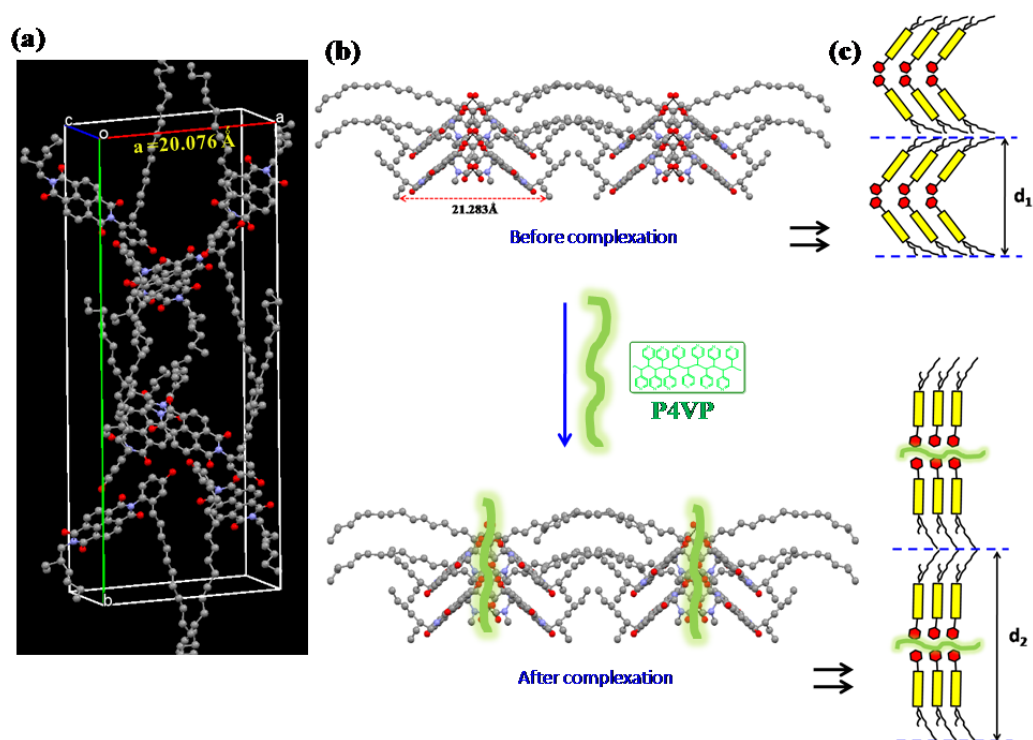 (a)
c
o
a
a =20.076 Å
b
(b)
21.283Å
Before complexation
P4VP
After complexation
(c)
d1
d2